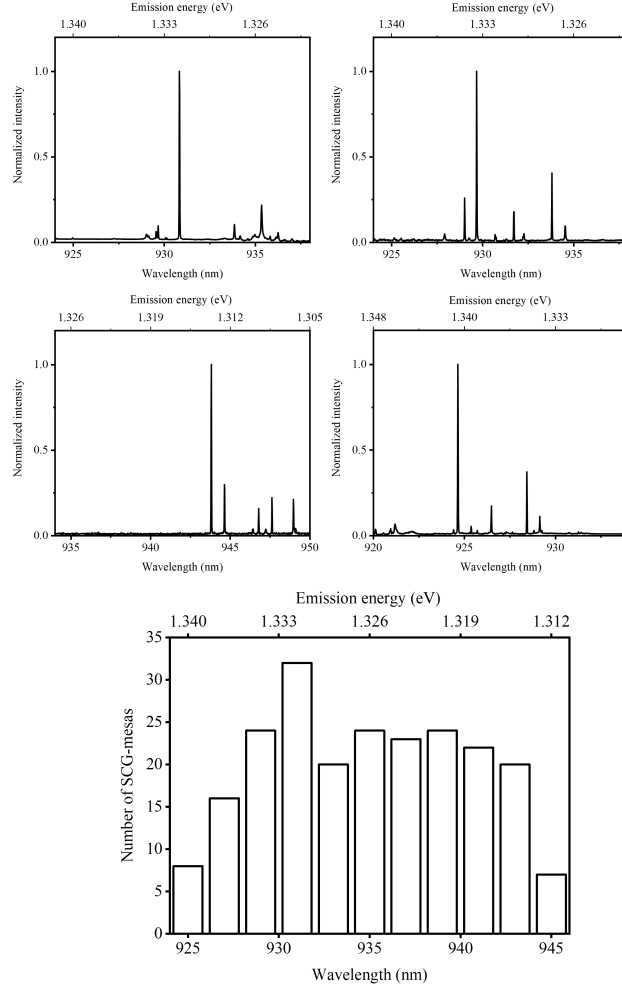 Emission energy (eV)
1.340 1.333 1.326
Normalized intensity
1.0
0.5
0.0
925 930 935
Wavelength (nm)
Emission energy (eV)
1.340 1.333 1.326
Normalized intensity
1.0
0.5
0.0
925 930 935
Wavelength (nm)
Emission energy (eV)
1.326 1.319 1.312 1.305
Normalized intensity
1.0
0.5
0.0
935 940 945 950
Wavelength (nm)
Emission energy (eV)
1.348 1.340 1.333
Normalized intensity
1.0
0.5
0.0
920 925 930
Wavelength (nm)
Emission energy (eV)
1.340 1.333 1.326 1.319 1.312
Number of SCG-mesas
35
30
25
20
15
10
5
0
925 930 935 940 945
Wavelength (nm)